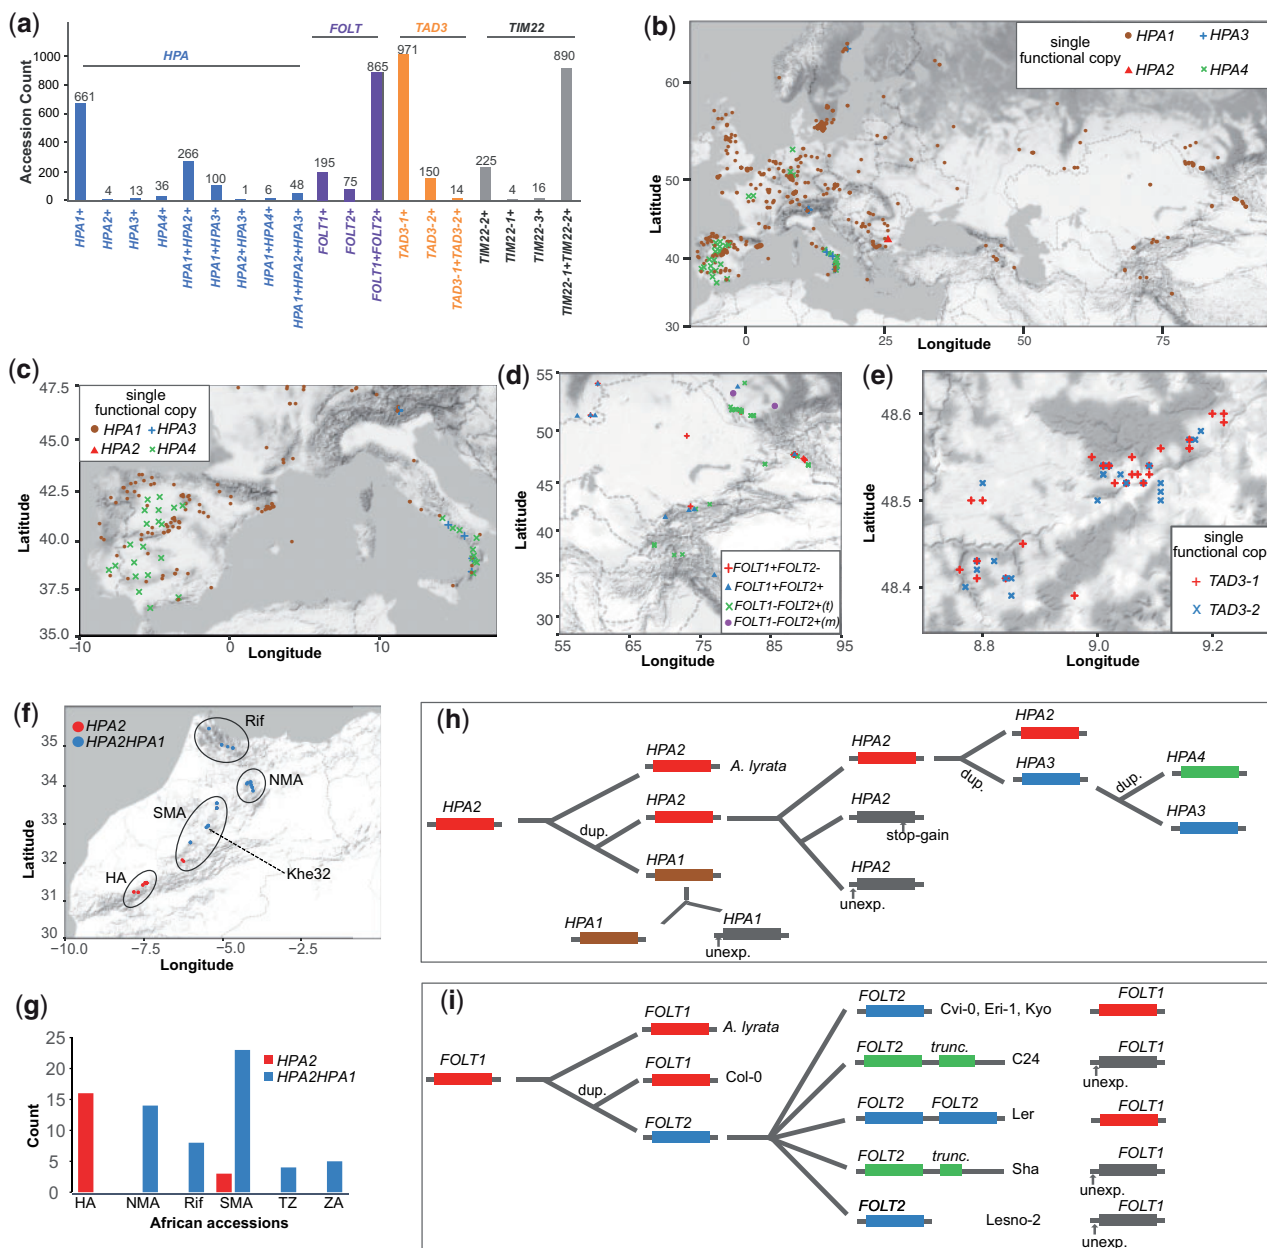 (a)
FOLT
TAD3
TIM22
HPA
Accession Count
1000
800
600
400
200
0
661
4
13
36
266
100
1
6
48
195
75
865
971
150
14
225
4
16
890
HPA1+
HPA2+
HPA3+
HPA4+
HPA1+HPA2+
HPA1+HPA3+
HPA2+HPA3+
HPA1+HPA4+
HPA1+HPA2+HPA3+
FOLT1+
FOLT2+
FOLT1+FOLT2+
TAD3-1+
TAD3-2+
TAD3-1+TAD3-2+
TIM22-2+
TIM22-1+
TIM22-3+
TIM22-1+TIM22-2+
(b)
single
functional copy
HPA1
HPA3
HPA2
HPA4
Latitude
60
50
40
30
0
25
50
75
Longitude
(c)
single
functional copy
HPA1
HPA3
HPA2
HPA4
Latitude
47.5
45.0
42.5
40.0
37.5
35.0
−10
0
10
Longitude
(d)
Latitude
55
50
45
40
35
30
FOLT1+FOLT2-
FOLT1+FOLT2+
FOLT1-FOLT2+(t)
FOLT1-FOLT2+(m)
55
65
75
85
95
Longitude
(e)
Latitude
48.6
48.5
48.4
single
functional cop
TAD3-1
TAD3-2
8.8
9.0
9.2
Longitude
(f)
HPA2
HPA2HPA1
Rif
NMA
SMA
HA
Khe32
Latitude
35
34
33
32
31
30
−10.0
−7.5
−5.0
−2.5
Longitude
(g)
HPA2
HPA2HPA1
Count
25
20
15
10
5
0
HA
NMA
Rif
SMA
TZ
ZA
African accessions
(h)
HPA2
HPA2
A. lyrata
dup.
HPA2
HPA1
HPA1
HPA1
unexp.
HPA2
HPA2
stop-gain
HPA2
unexp.
dup.
HPA2
HPA3
dup.
HPA4
HPA3
(i)
FOLT1
FOLT1
A. lyrata
dup.
FOLT1
Col-0
FOLT2
FOLT2
Cvi-0, Eri-1, Kyo
FOLT1
FOLT2
trunc.
C24
FOLT1
unexp.
FOLT2
FOLT2
Ler
FOLT1
FOLT2
trunc.
Sha
FOLT1
unexp.
FOLT2
Lesno-2
FOLT1
unexp.